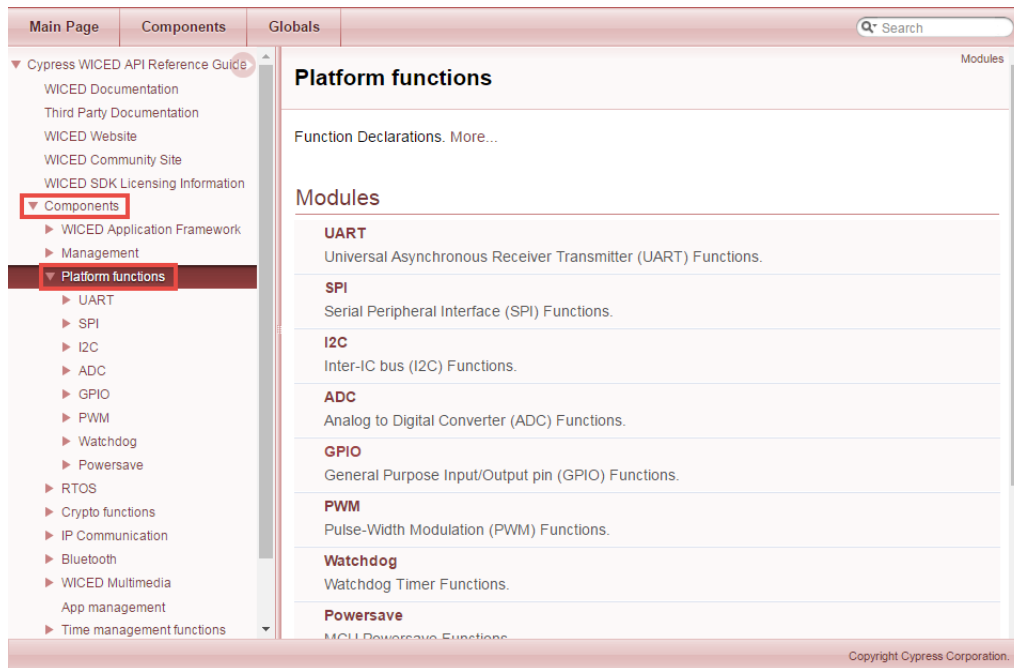 Main Page
Components
Globals
Search
Cypress WICED API Reference Guide
WICED Documentation
Third Party Documentation
WICED Website
WICED Community Site
WICED SDK Licensing Information
Components
WICED Application Framework
Management
Platform functions
UART
SPI
I2C
ADC
GPIO
PWM
Watchdog
Powersave
RTOS
Crypto functions
IP Communication
Bluetooth
WICED Multimedia
App management
Time management functions
Modules
Platform functions
Function Declarations. More...
Modules
UART
Universal Asynchronous Receiver Transmitter (UART) Functions.
SPI
Serial Peripheral Interface (SPI) Functions.
I2C
Inter-IC bus (I2C) Functions.
ADC
Analog to Digital Converter (ADC) Functions.
GPIO
General Purpose Input/Output pin (GPIO) Functions.
PWM
Pulse-Width Modulation (PWM) Functions.
Watchdog
Watchdog Timer Functions.
Powersave
MCU Powersave Functions
Copyright Cypress Corporation.